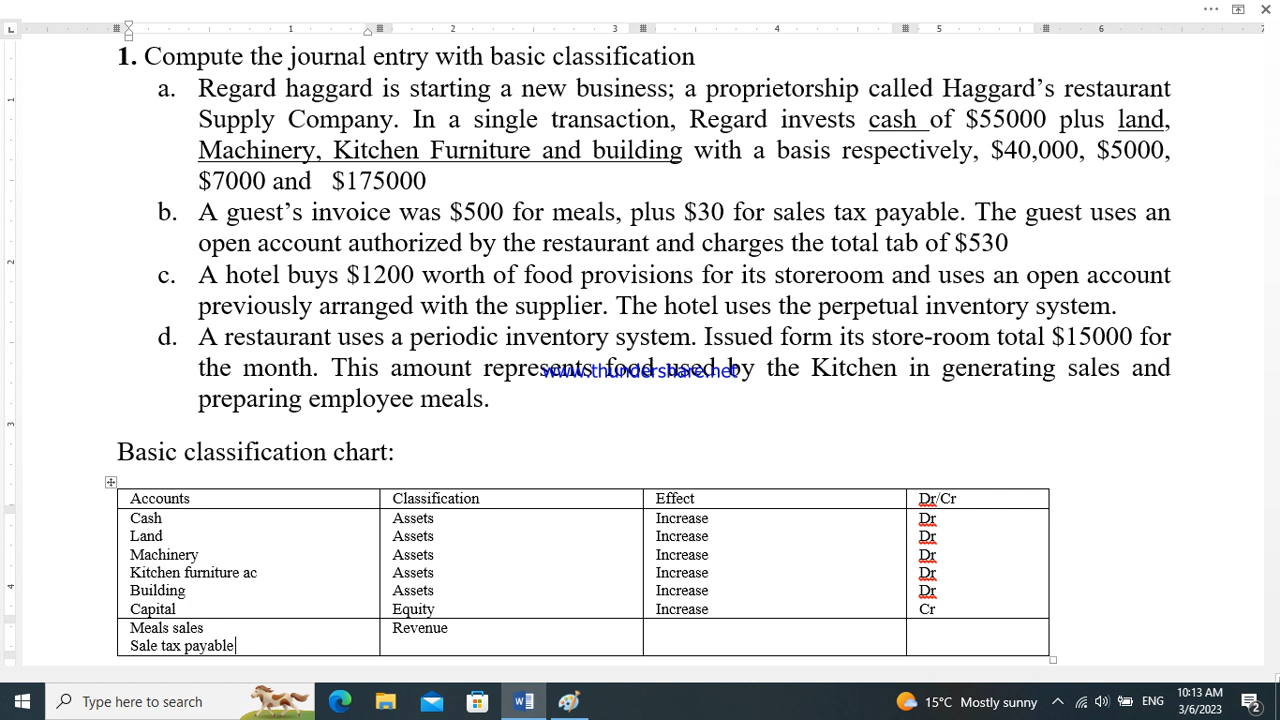 1. Compute the journal entry with basic classification
a. Regard haggard is starting a new business; a proprietorship called Haggard’s restaurant
Supply Company. In a single transaction, Regard invests cash of $55000 plus land,
Machinery, Kitchen Furniture and building with a basis respectively, $40,000, $5000,
$7000 and $175000
b. A guest’s invoice was $500 for meals, plus $30 for sales tax payable. The guest uses an
open account authorized by the restaurant and charges the total tab of $530
c. A hotel buys $1200 worth of food provisions for its storeroom and uses an open account
previously arranged with the supplier. The hotel uses the perpetual inventory system.
d. A restaurant uses a periodic inventory system. Issued form its store-room total $15000 for
the month. This amount represents food used by the Kitchen in generating sales and
www.thundershare.net
preparing employee meals.
Basic classification chart:
Accounts Classification Effect Dr/Cr
Cash Assets Increase Dr
Land Assets Increase Dr
Machinery Assets Increase Dr
Kitchen furniture ac Assets Increase Dr
Building Assets Increase Dr
Capital Equity Increase Cr
Meals sales Revenue
Sale tax payable
Type here to search
15°C Mostly sunny
ENG
10:13 AM
3/6/2023
2